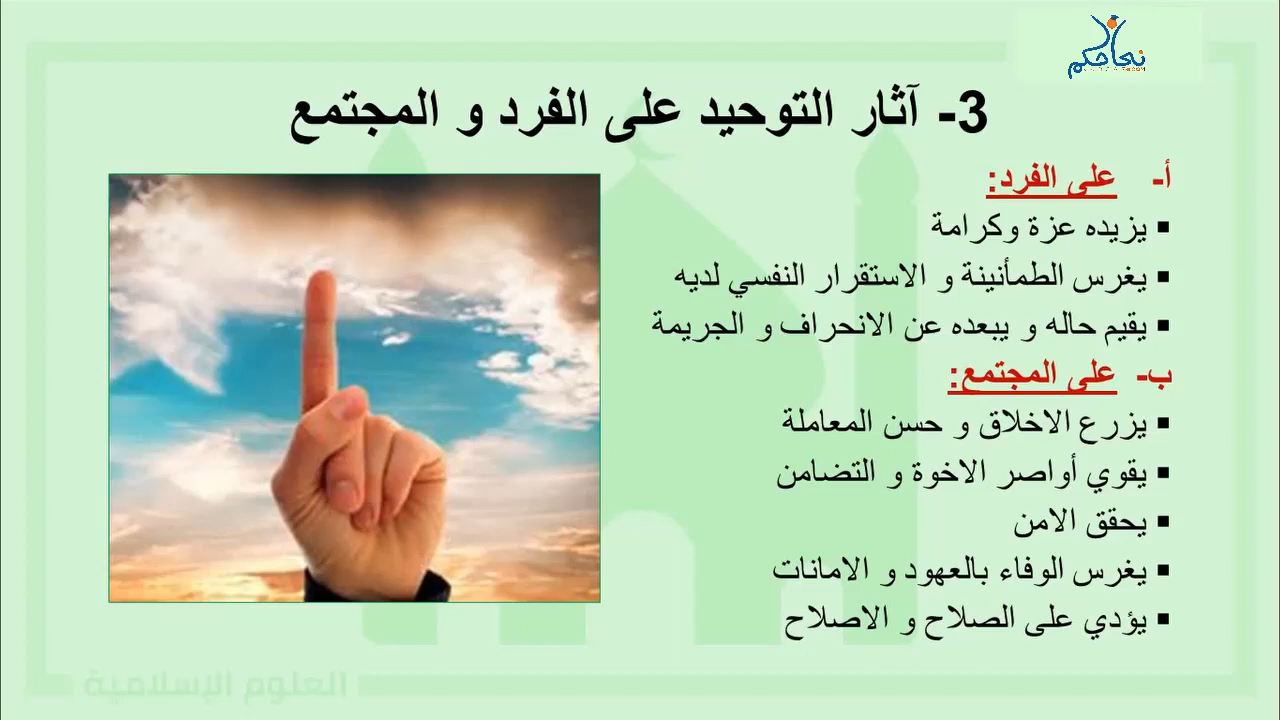 نجاحكم
3- آثار التوحيد على الفرد و المجتمع
أ- على الفرد:
▪ يزيده عزة وكرامة
▪ يغرس الطمأنينة و الاستقرار النفسي لديه
▪ يقيم حاله و يبعده عن الانحراف و الجريمة
ب- على المجتمع:
▪ يزرع الاخلاق و حسن المعاملة
▪ يقوي أواصر الاخوة و التضامن
▪ يحقق الامن
▪ يغرس الوفاء بالعهود و الامانات
▪ يؤدي على الصلاح و الاصلاح
العلوم الإسلامية